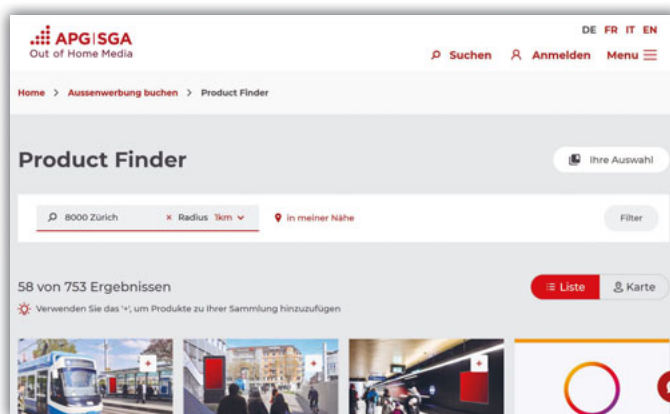 APG|SGA
Out of Home Media
DE FR IT EN
Suchen Anmelden Menu
Home > Aussenwerbung buchen > Product Finder
Product Finder
Ihre Auswahl
8000 Zürich × Radius 1km in meiner Nähe
Filter
58 von 753 Ergebnissen
Liste Karte
Verwenden Sie das '+', um Produkte zu Ihrer Sammlung hinzuzufügen